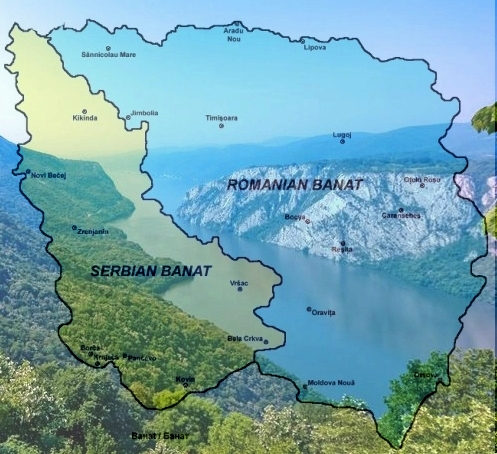 Aradu
Nou
Lipova
Sânnicolau Mare
Kikinda
Jimbolia
Timișoara
Lugoj
Novi Bečej
ROMANIAN BANAT
Oțelu Roșu
Bocșa
Caransebeș
Zrenjanin
Reșița
SERBIAN BANAT
Vršac
Oravița
Bela Crkva
Borča
Krnjača
Pančevo
Kovin
Moldova Nouă
Orșova
Banat / Банат